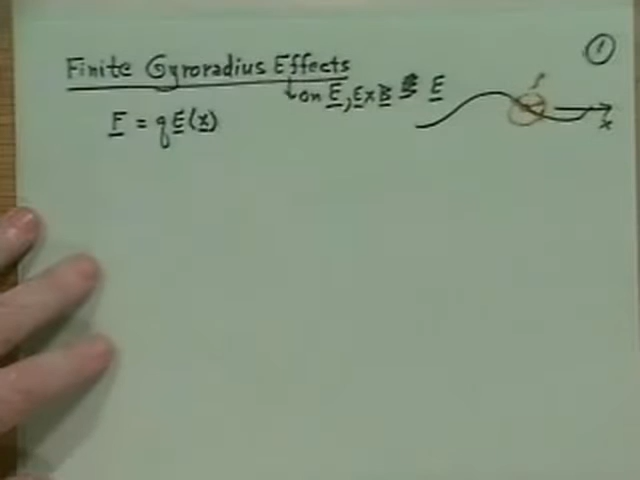 ①
Finite Gyroradius Effects
↳ on E, E×B E
F = qE(x)
ρ
x